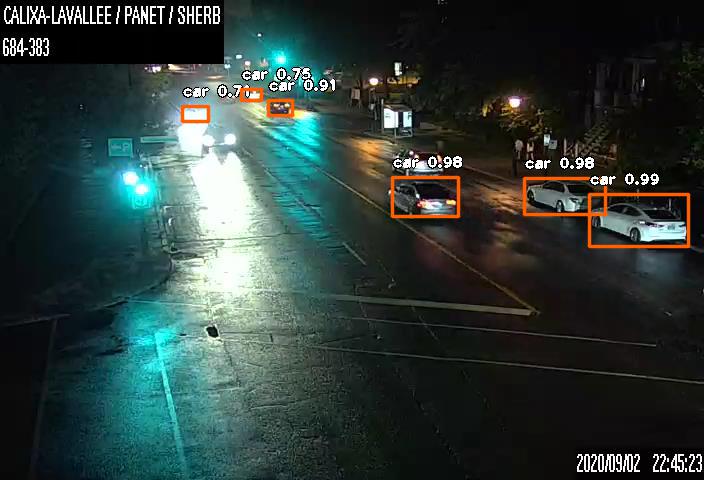 CALIXA-LAVALLEE / PANET / SHERB
684-383
car 0.75
car 0.71
car 0.91
car 0.98
car 0.98
car 0.99
2020/09/02 22:45:23